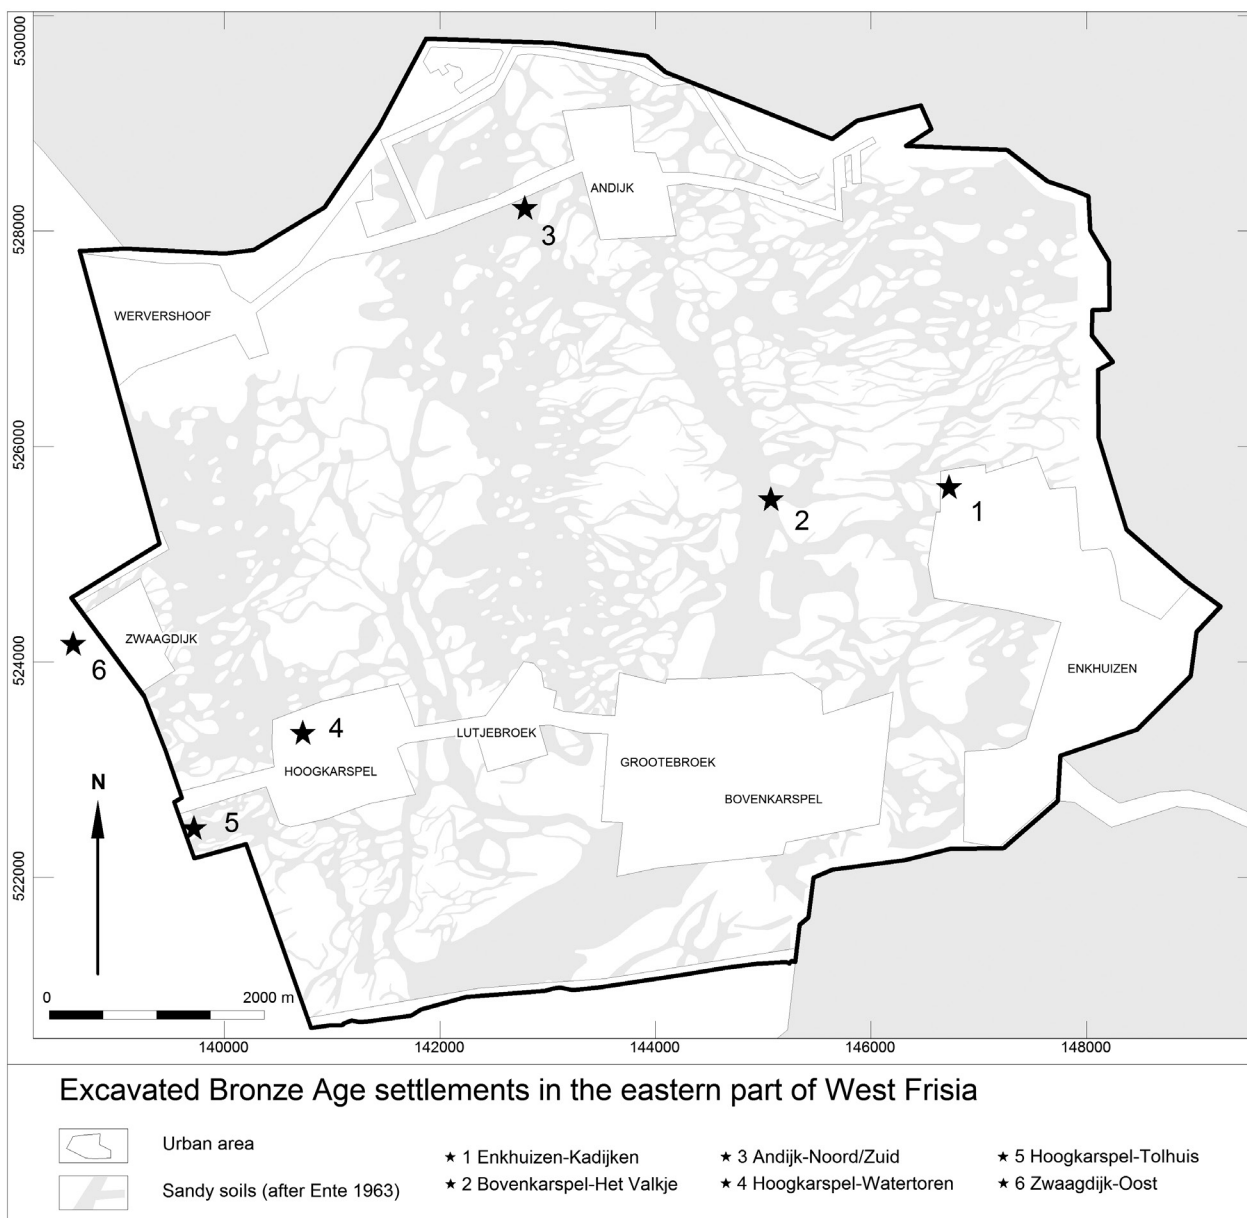 530000
528000
526000
524000
522000
ANDIJK
3
WERVERSHOOF
2
1
ZWAAGDIJK
6
ENKHUIZEN
4
LUTJEBROEK
HOOGKARSPEL
GROOTEBROEK
BOVENKARSPEL
N
5
0 2000 m
140000 142000 144000 146000 148000
Excavated Bronze Age settlements in the eastern part of West Frisia
Urban area
Sandy soils (after Ente 1963)
★ 1 Enkhuizen-Kadijken
★ 2 Bovenkarspel-Het Valkje
★ 3 Andijk-Noord/Zuid
★ 4 Hoogkarspel-Watertoren
★ 5 Hoogkarspel-Tolhuis
★ 6 Zwaagdijk-Oost